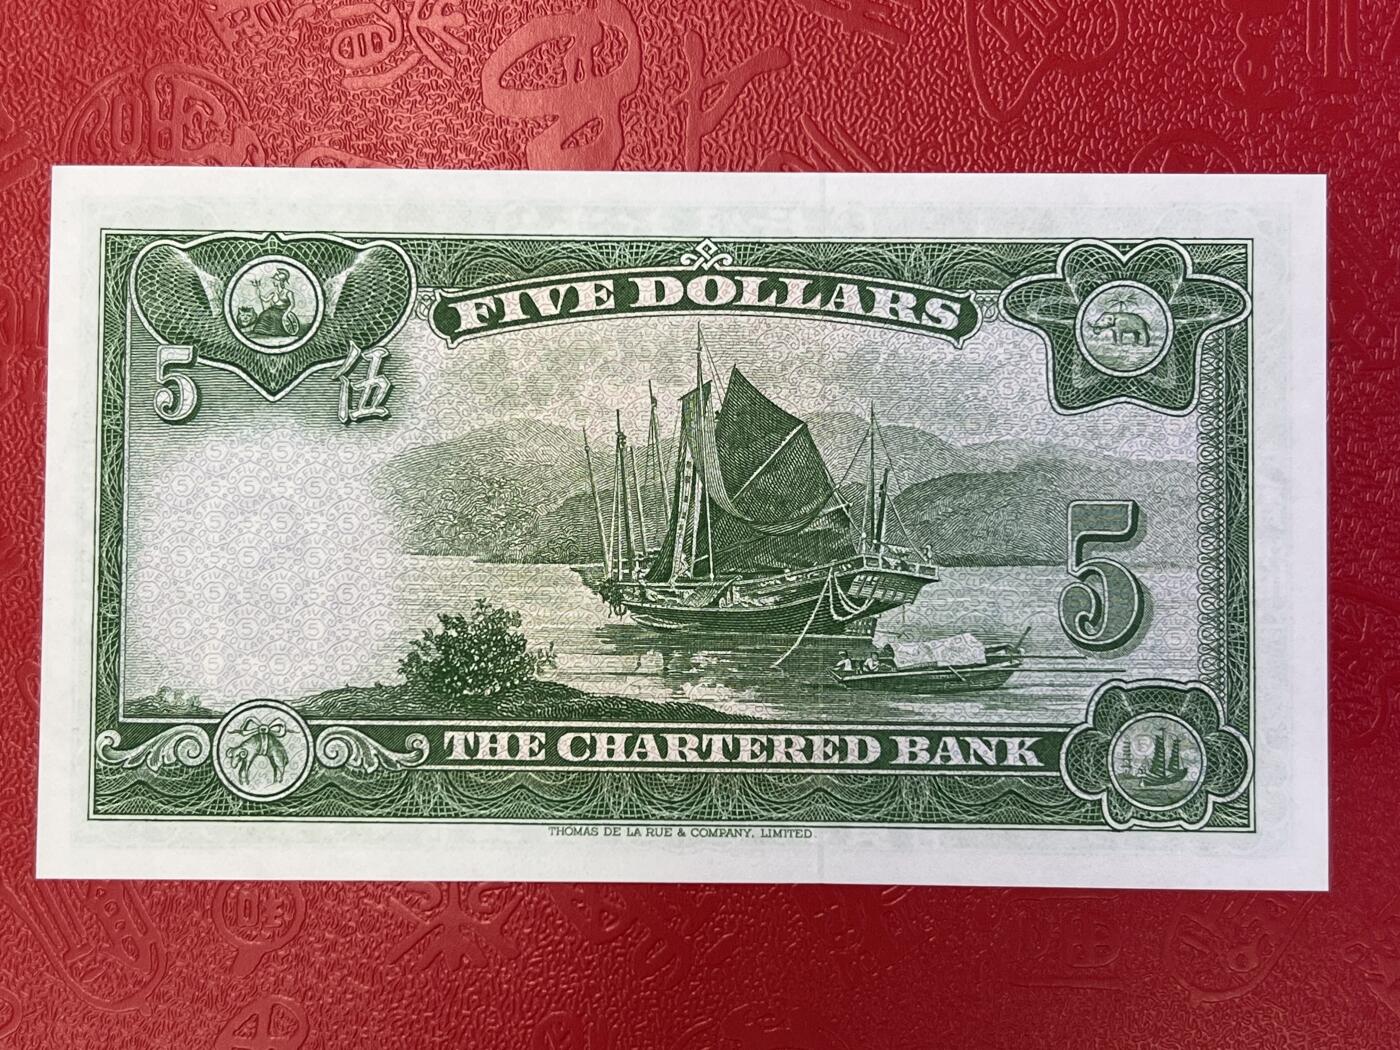 FIVE DOLLARS
5
伍
5
THE CHARTERED BANK
THOMAS DE LA RUE & COMPANY, LIMITED.